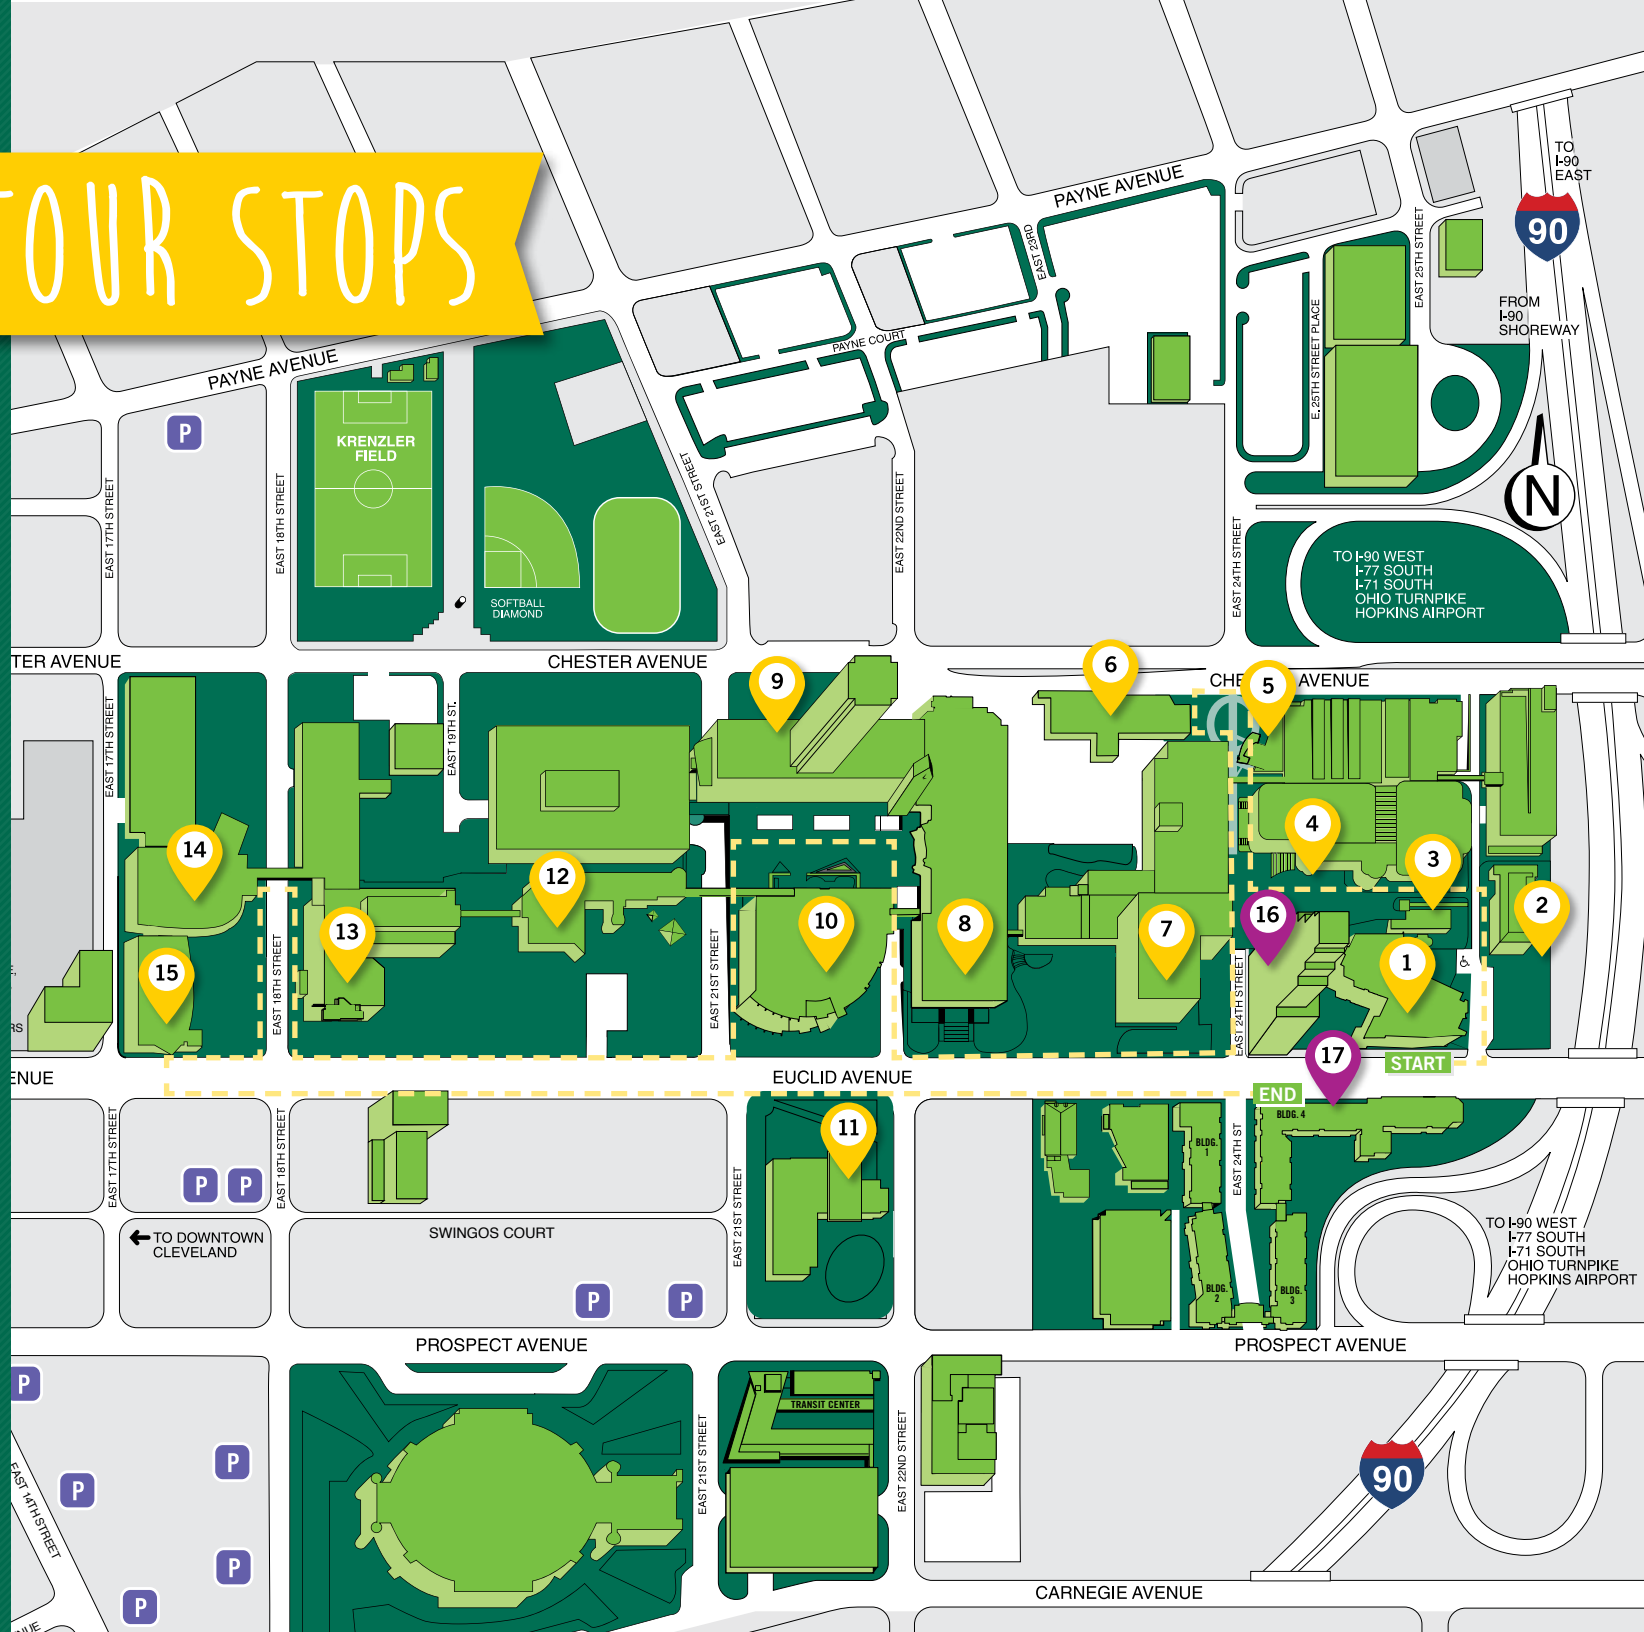 TOUR STOPS
TO
I-90
EAST
90
FROM
I-90
SHOREWAY
PAYNE AVENUE
EAST 23RD
EAST 25TH STREET
E. 25TH STREET PLACE
PAYNE COURT
PAYNE AVENUE
P
KRENZLER
FIELD
EAST 17TH STREET
EAST 18TH STREET
EAST 21ST STREET
EAST 22ND STREET
EAST 24TH STREET
N
SOFTBALL
DIAMOND
TO I-90 WEST
I-77 SOUTH
I-71 SOUTH
OHIO TURNPIKE
HOPKINS AIRPORT
TER AVENUE
CHESTER AVENUE
AVENUE
6
5
9
EAST 17TH STREET
EAST 19TH ST.
4
3
14
12
2
16
10
8
7
13
1
15
EAST 18TH STREET
EAST 21ST STREET
EAST 24TH STREET
RS
17
START
ENUE
EUCLID AVENUE
END
BLDG. 4
11
BLDG.
1
EAST 17TH STREET
EAST 18TH STREET
EAST 21ST STREET
EAST 24TH ST
P
P
TO DOWNTOWN
CLEVELAND
SWINGOS COURT
TO I-90 WEST
I-77 SOUTH
I-71 SOUTH
OHIO TURNPIKE
HOPKINS AIRPORT
P
P
BLDG.
2
BLDG.
3
PROSPECT AVENUE
PROSPECT AVENUE
P
TRANSIT CENTER
EAST 21ST STREET
EAST 22ND STREET
P
P
90
EAST 14TH STREET
P
P
CARNEGIE AVENUE
NUE